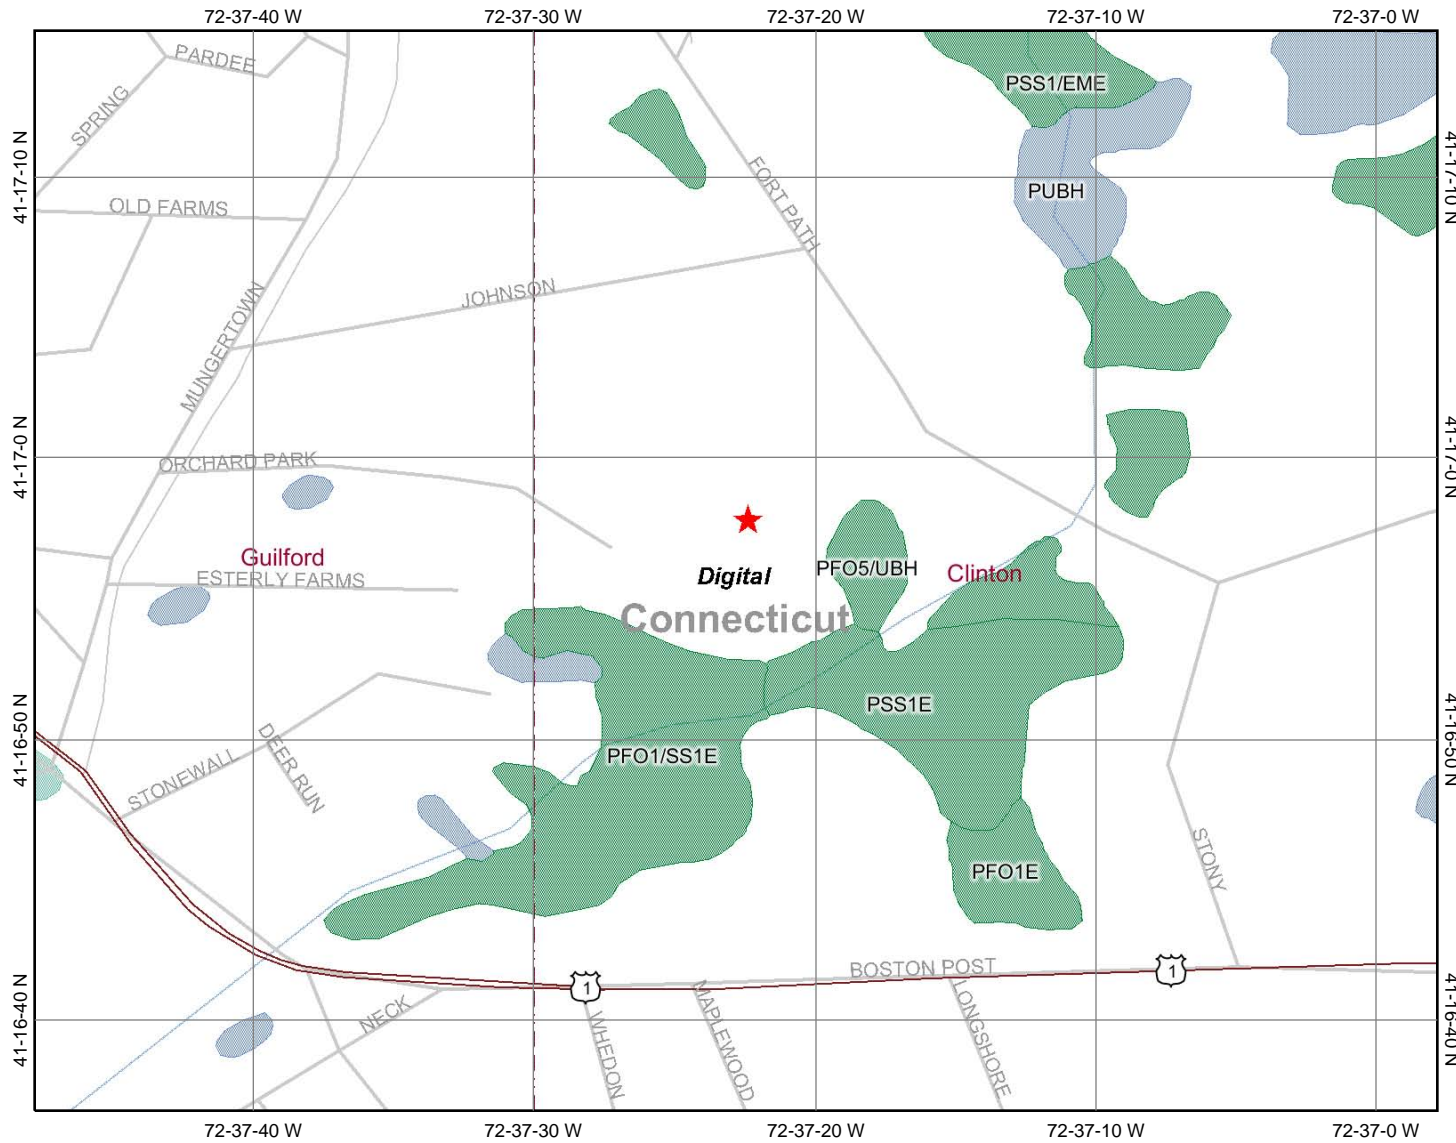 72-37-40 W
72-37-30 W
72-37-20 W
72-37-10 W
72-37-0 W
PARDEE
SPRING
PSS1/EME
41-17-10 N
41-17-10 N
FORT PATH
PUBH
OLD FARMS
JOHNSON
MUNGERTOWN
41-17-0 N
41-17-0 N
ORCHARD PARK
Guilford
ESTERLY FARMS
Digital
PFO5/UBH
Clinton
Connecticut
PSS1E
41-16-50 N
41-16-50 N
PFO1/SS1E
DEER RUN
STONEWALL
STONY
PFO1E
BOSTON POST
1
1
NECK
WHEDON
MAPLEWOOD
LONGSHORE
41-16-40 N
41-16-40 N
72-37-40 W
72-37-30 W
72-37-20 W
72-37-10 W
72-37-0 W